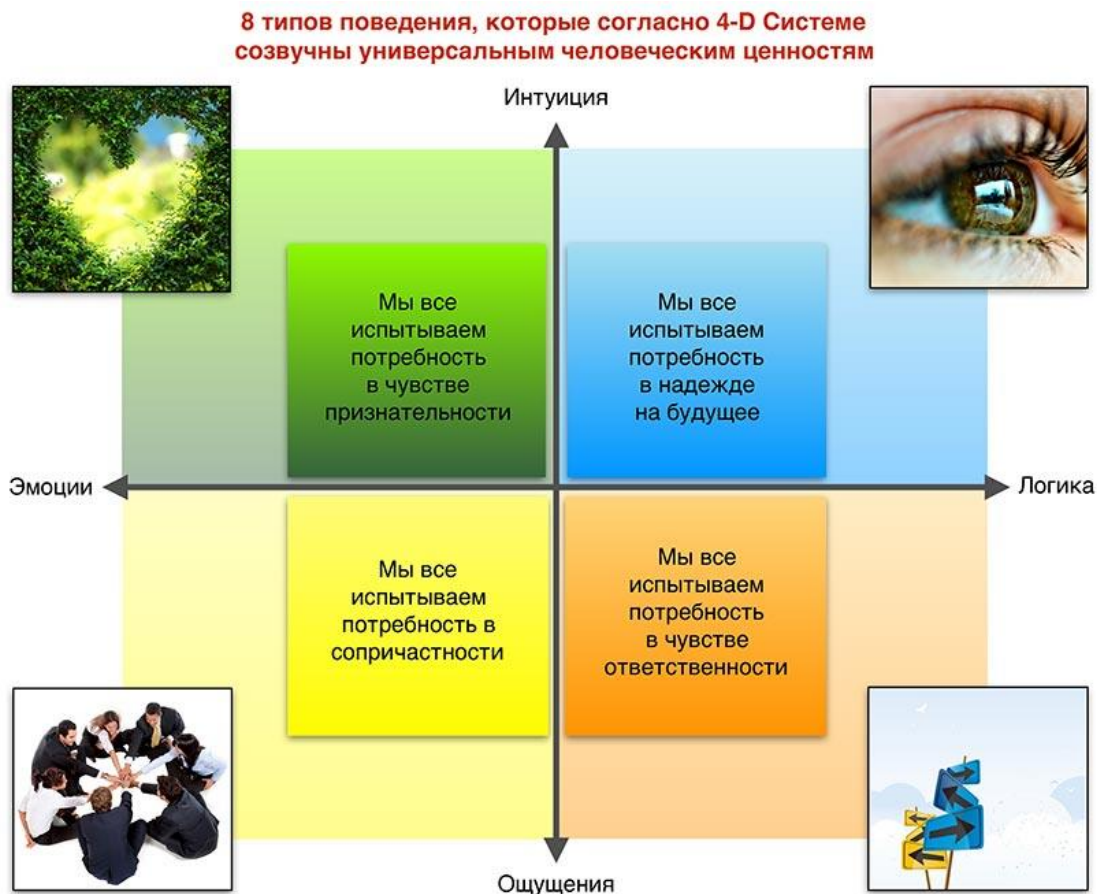 8 типов поведения, которые согласно 4-D Системе
созвучны универсальным человеческим ценностям
Интуиция
Мы все
испытываем
потребность
в чувстве
признательности
Мы все
испытываем
потребность
в надежде
на будущее
Эмоции
Логика
Мы все
испытываем
потребность в
сопричастности
Мы все
испытываем
потребность
в чувстве
ответственности
Ощущения